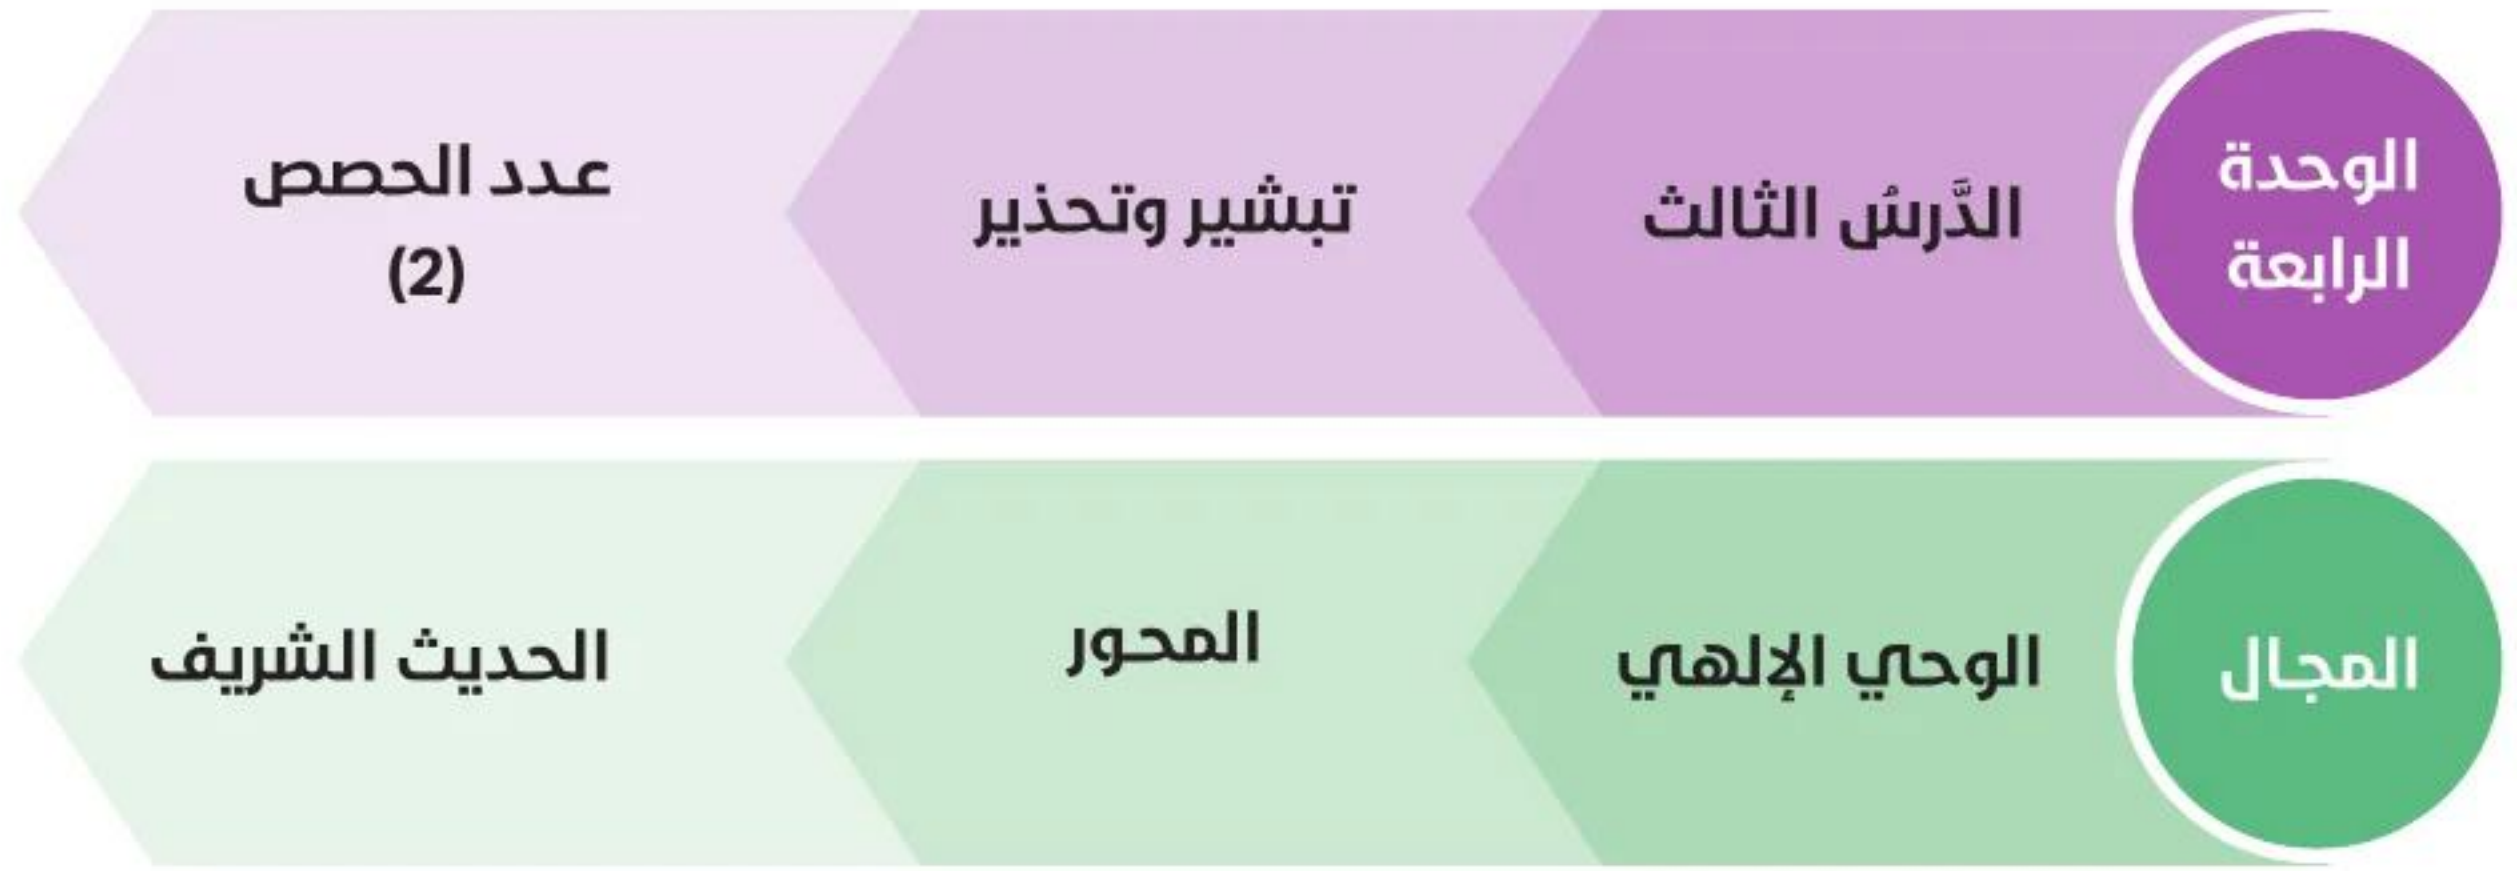 الوحدة
الرابعة
الدَّرسُ الثالث
تبشير وتحذير
عدد الحصص
(2)
المجال
الوحي الإلهي
المحور
الحديث الشريف